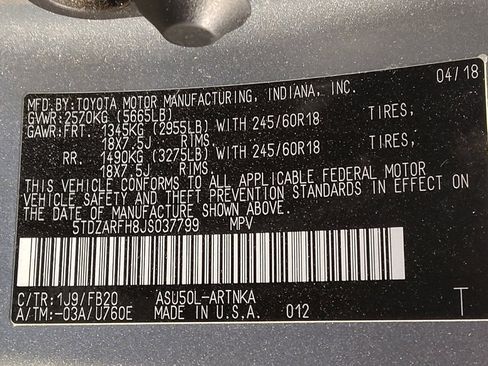 04/18
MFD.BY:TOYOTA MOTOR MANUFACTURING, INDIANA, INC.
GVWR:2570KG (5665LB)
GAWR:FRT. 1345KG (2955LB) WITH 245/60R18 TIRES,
18X7.5J RIMS.
RR. 1490KG (3275LB) WITH 245/60R18 TIRES,
18X7.5J RIMS.
THIS VEHICLE CONFORMS TO ALL APPLICABLE FEDERAL MOTOR
VEHICLE SAFETY AND THEFT PREVENTION STANDARDS IN EFFECT ON
THE DATE OF MANUFACTURE SHOWN ABOVE.
5TDZARFH8JS037799 MPV
C/TR:1J9/FB20 ASU50L-ARTNKA
A/TM:-03A/U760E MADE IN U.S.A. 012 T